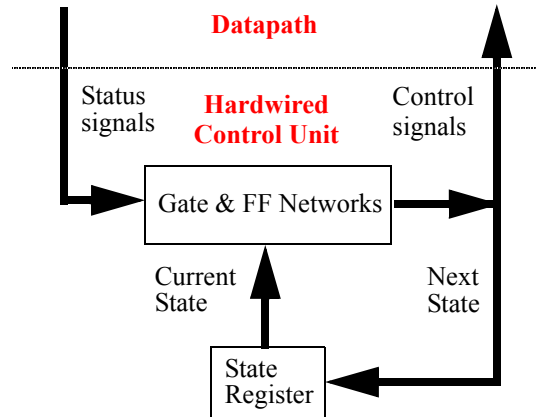 Datapath
Status
signals
Hardwired
Control Unit
Control
signals
Gate & FF Networks
Current
State
Next
State
State
Register